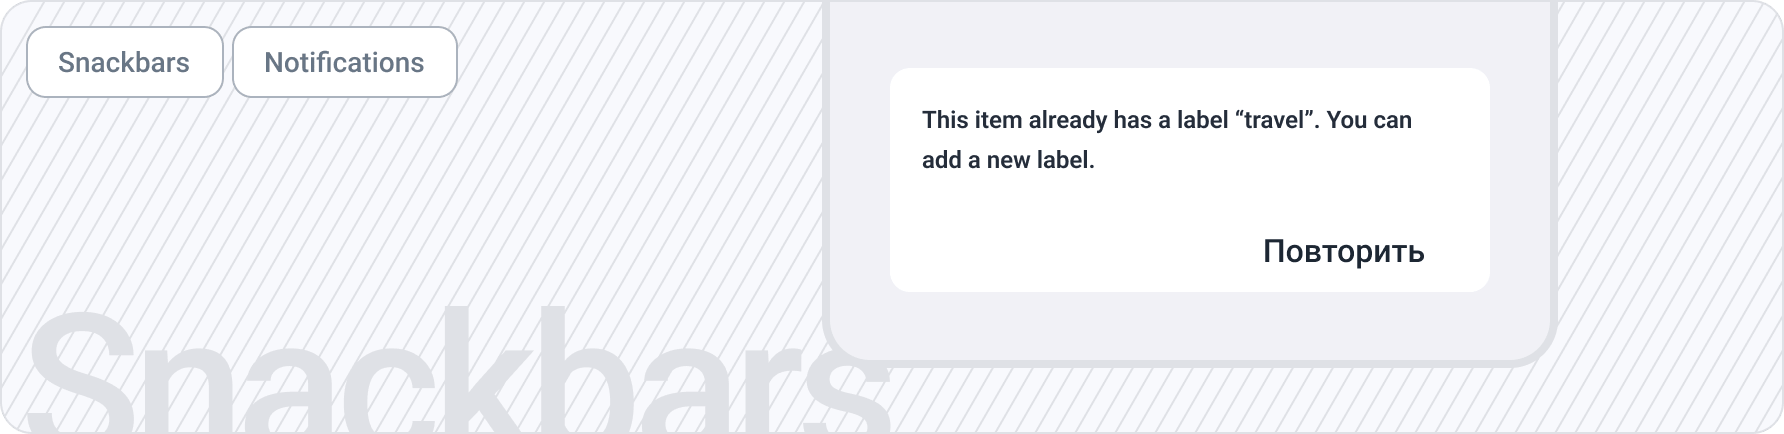 Snackbars
Notifications
This item already has a label “travel”. You can
add a new label.
Повторить
Snackbars